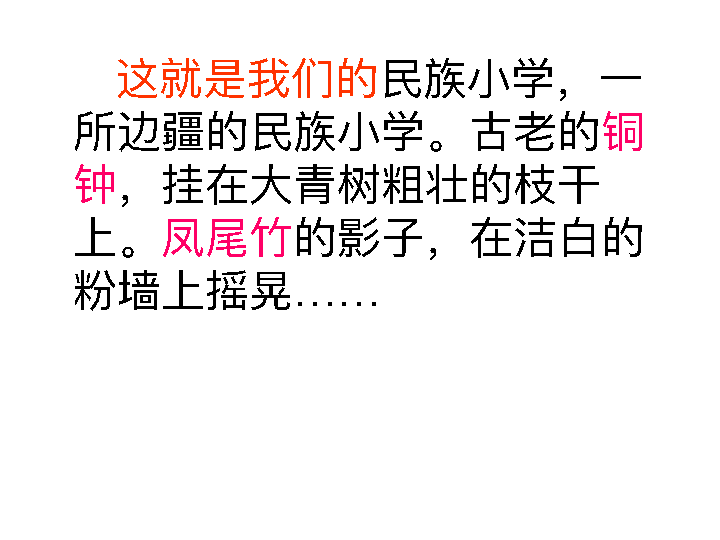 这就是我们的民族小学，一
所边疆的民族小学。古老的铜
钟，挂在大青树粗壮的枝干
上。凤尾竹的影子，在洁白的
粉墙上摇晃……